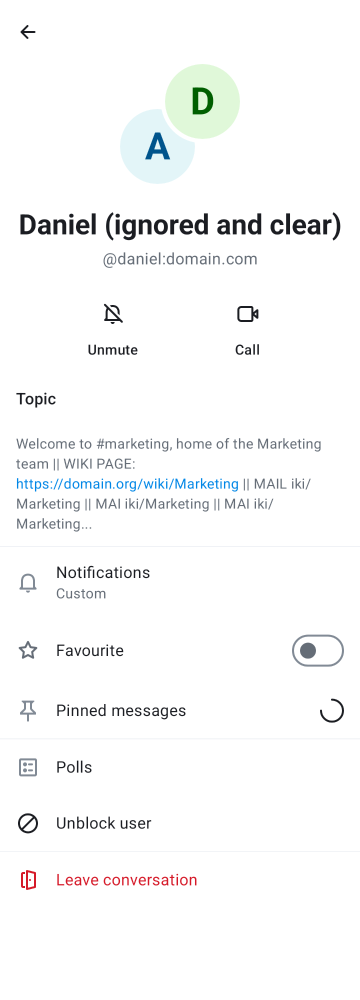 D
A
Daniel (ignored and clear)
@daniel:domain.com
Unmute
Call
Topic
Welcome to #marketing, home of the Marketing
team || WIKI PAGE:
https://domain.org/wiki/Marketing || MAIL iki/
Marketing || MAI iki/Marketing || MAI iki/
Marketing...
Notifications
Custom
Favourite
Pinned messages
Polls
Unblock user
Leave conversation